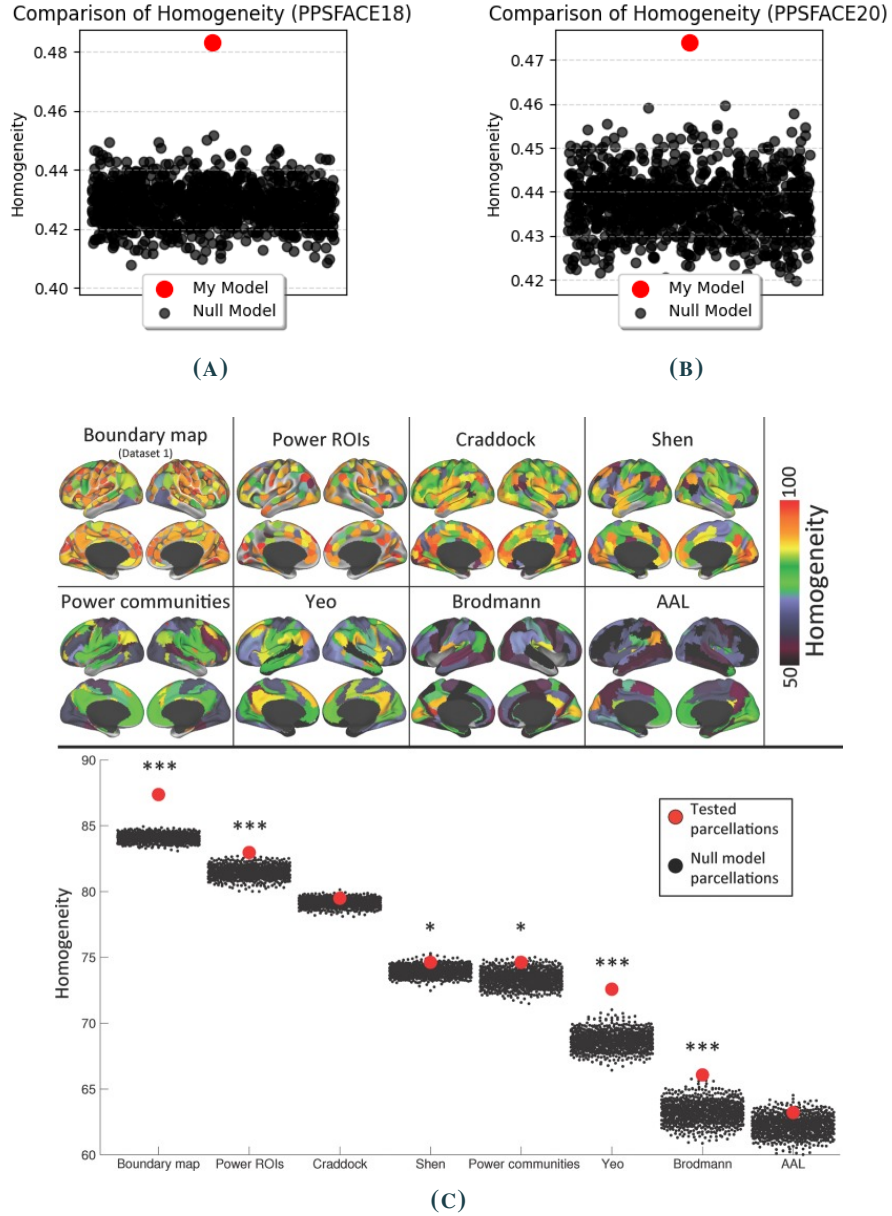 Comparison of Homogeneity (PPSFACE18)
0.48
0.46
0.44
0.42
0.40
Homogeneity
My Model
Null Model
(A)
Comparison of Homogeneity (PPSFACE20)
0.47
0.46
0.45
0.44
0.43
0.42
Homogeneity
My Model
Null Model
(B)
Boundary map
(Dataset 1)
Power ROIs
Craddock
Shen
Power communities
Yeo
Brodmann
AAL
100
50
Homogeneity
90
85
80
75
70
65
60
Homogeneity
***
***
*
*
***
***
Tested
parcellations
Null model
parcellations
Boundary map
Power ROIs
Craddock
Shen
Power communities
Yeo
Brodmann
AAL
(C)